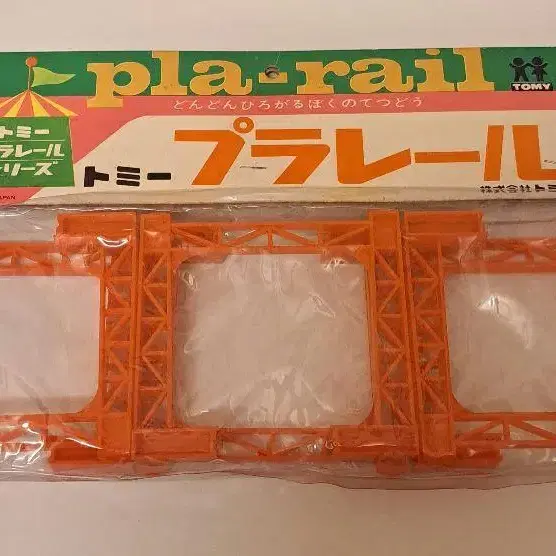 pla-rail
TOMY
どんどんひろがるぼくのてつどう
トミー
プラレール
リーズ
トミー プラレール
株式会社トミ
JAPAN